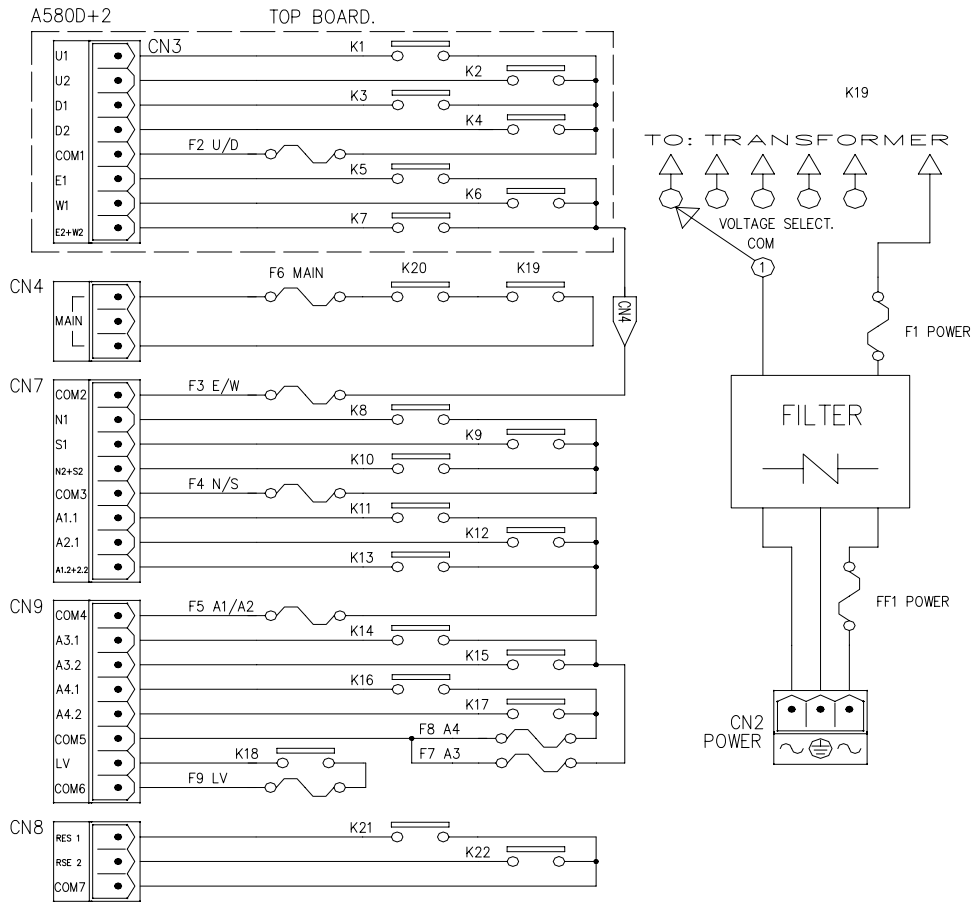 A580D+2
TOP BOARD.
CN3
U1
K1
U2
K2
D1
K3
D2
K4
COM1
F2 U/D
E1
K5
W1
K6
E2+W2
K7
CN4
MAIN
F6 MAIN
K20
K19
CN4
CN7
COM2
F3 E/W
N1
K8
S1
K9
N2+S2
K10
COM3
F4 N/S
A1.1
K11
A2.1
K12
A1.2+2.2
K13
CN9
COM4
F5 A1/A2
A3.1
K14
A3.2
K15
A4.1
K16
A4.2
K17
COM5
F8 A4
LV
K18
F7 A3
COM6
F9 LV
CN8
RES 1
K21
RSE 2
K22
COM7
K19
TO: TRANSFORMER
VOLTAGE SELECT.
COM
1
F1 POWER
FILTER
FF1 POWER
CN2
POWER